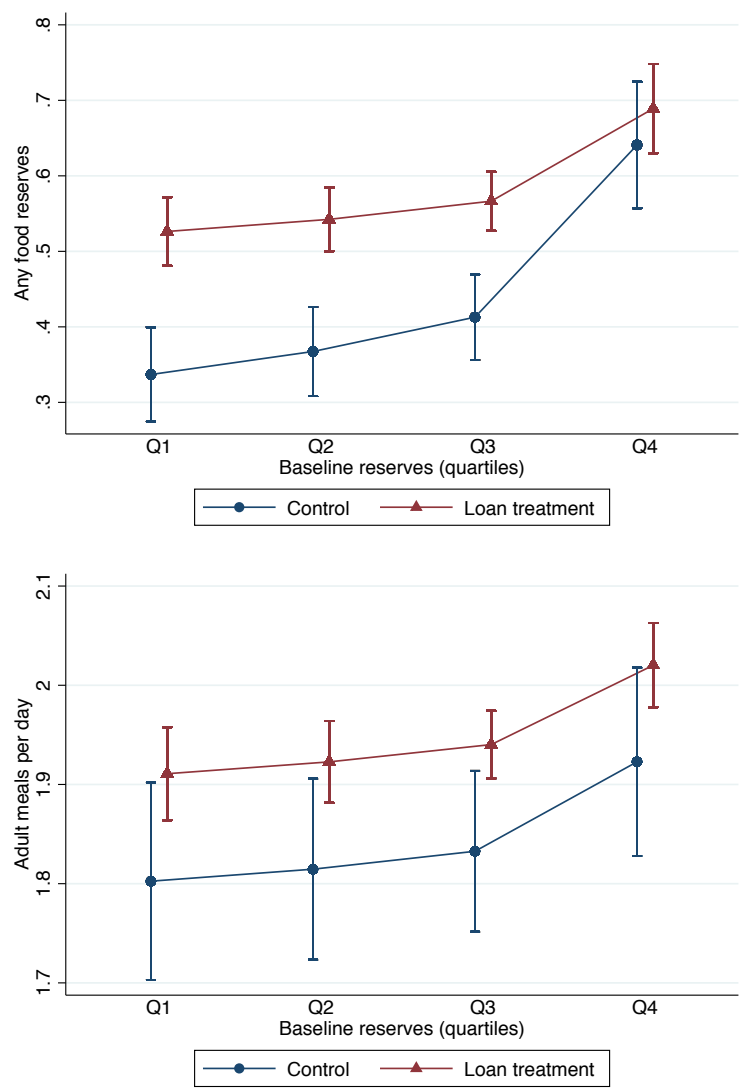 Any food reserves
.8
.7
.6
.5
.4
.3
Q1 Q2 Q3 Q4
Baseline reserves (quartiles)
Control Loan treatment
Adult meals per day
2.1
2
1.9
1.8
1.7
Q1 Q2 Q3 Q4
Baseline reserves (quartiles)
Control Loan treatment